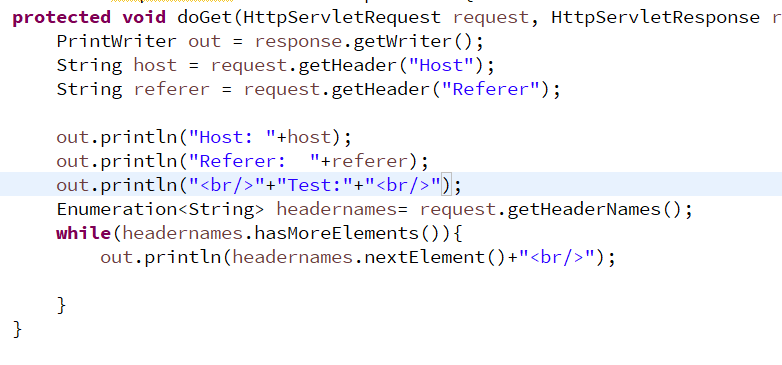 protected void doGet(HttpServletRequest request, HttpServletResponse r
PrintWriter out = response.getWriter();
String host = request.getHeader("Host");
String referer = request.getHeader("Referer");
out.println("Host: "+host);
out.println("Referer:  "+referer);
out.println("<br/>"+"Test:"+"<br/>");
Enumeration<String> headernames= request.getHeaderNames();
while(headernames.hasMoreElements()){
out.println(headernames.nextElement()+"<br/>");
}
}